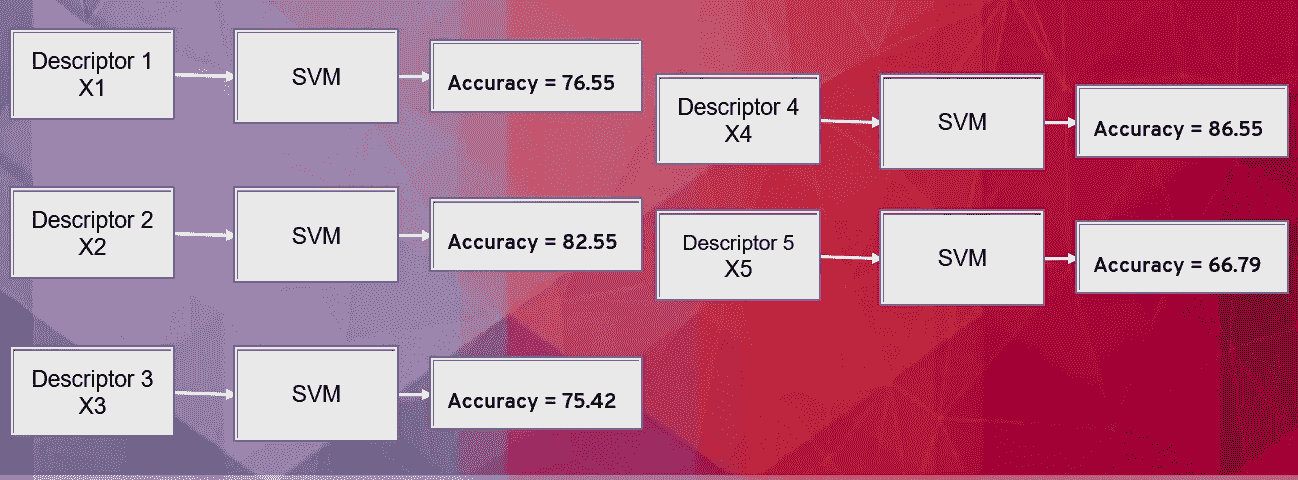 Descriptor 1
X1
SVM
Accuracy = 76.55
Descriptor 2
X2
SVM
Accuracy = 82.55
Descriptor 3
X3
SVM
Accuracy = 75.42
Descriptor 4
X4
SVM
Accuracy = 86.55
Descriptor 5
X5
SVM
Accuracy = 66.79